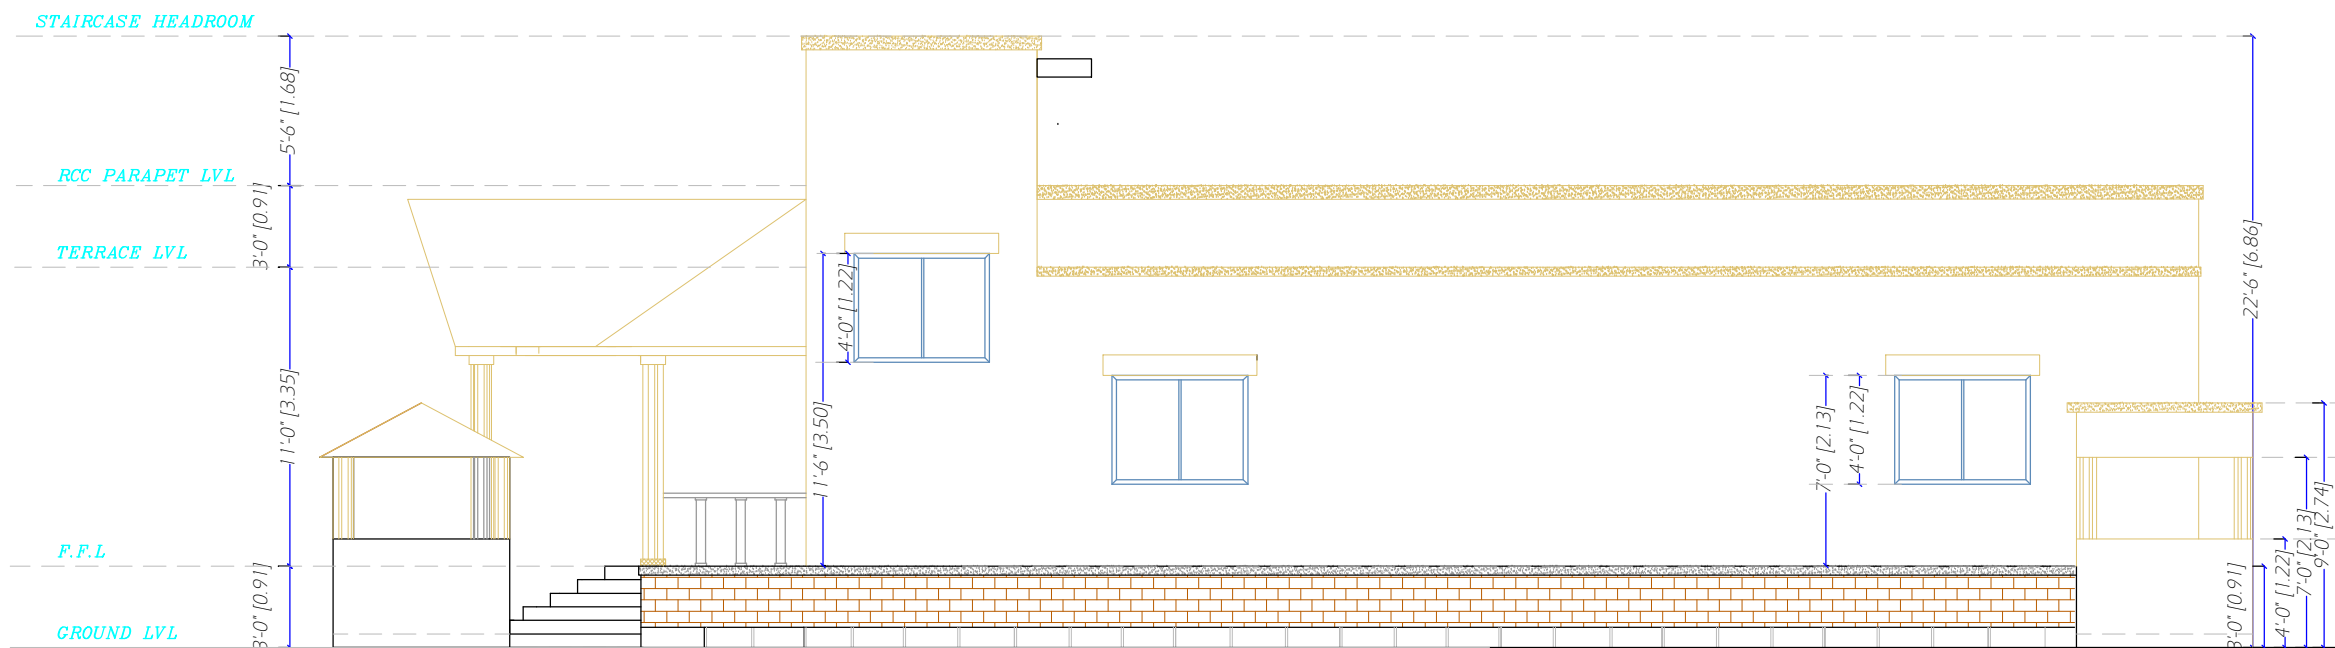 STAIRCASE HEADROOM
5'-6" [1.68]
RCC PARAPET LVL
3'-0" [0.91]
TERRACE LVL
11'-0" [3.35]
F.F.L
3'-0" [0.91]
GROUND LVL
4'-0" [1.22]
11'-6" [3.50]
7'-0" [2.13]
4'-0" [1.22]
22'-6" [6.86]
3'-0" [0.91]
4'-0" [1.22]
7'-0" [2.13]
9'-0" [2.74]